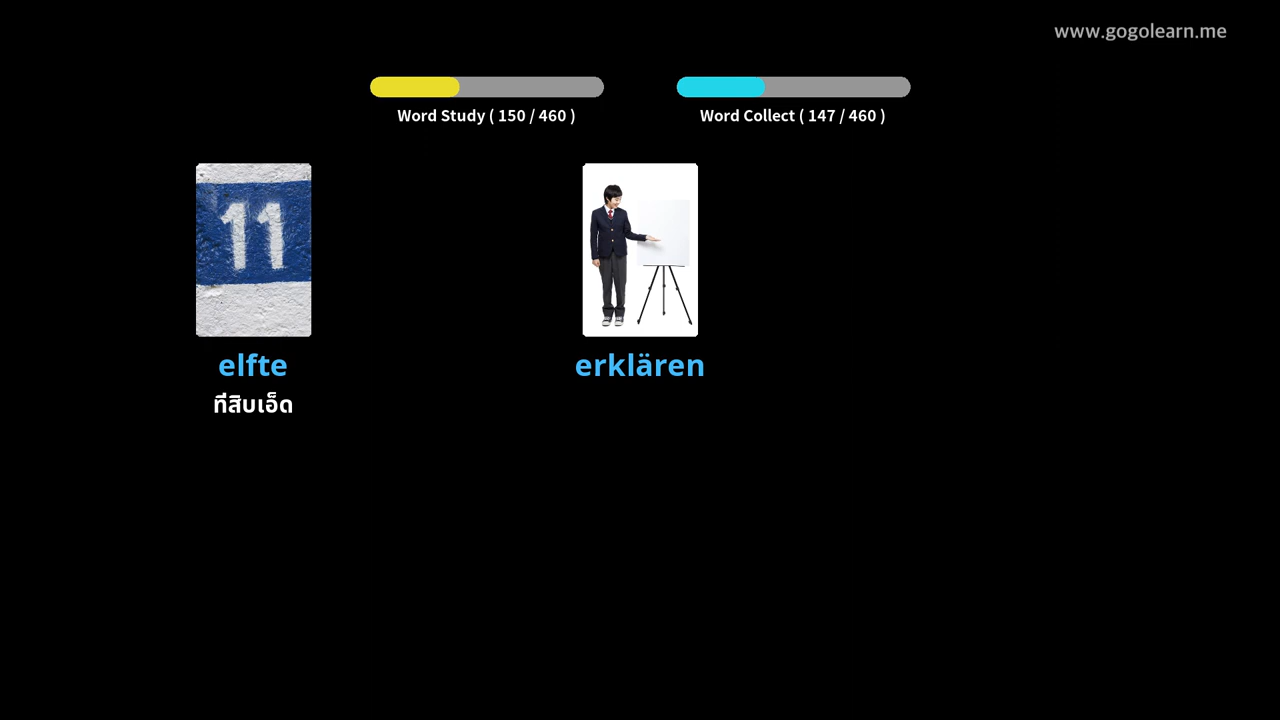 www.gogolearn.me
Word Study ( 150 / 460 )
Word Collect ( 147 / 460 )
11
elfte
ที่สิบเอ็ด
erklären